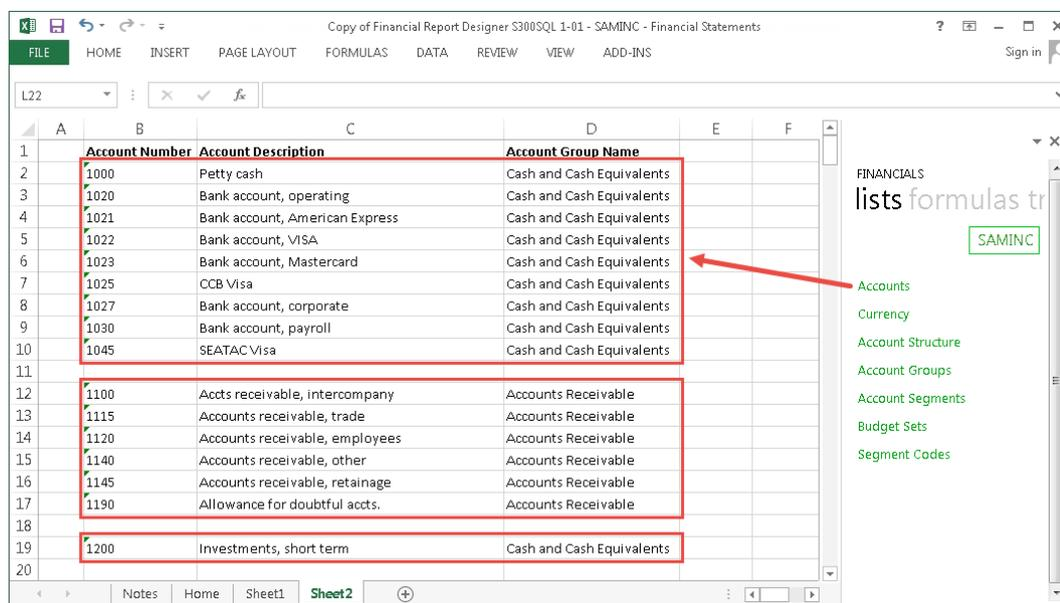 Copy of Financial Report Designer S300SQL 1-01 - SAMINC - Financial Statements
?
FILE HOME INSERT PAGE LAYOUT FORMULAS DATA REVIEW VIEW ADD-INS Sign in
L22 fx
A B C D E F
1 Account Number Account Description Account Group Name
2 1000 Petty cash Cash and Cash Equivalents
3 1020 Bank account, operating Cash and Cash Equivalents
4 1021 Bank account, American Express Cash and Cash Equivalents
5 1022 Bank account, VISA Cash and Cash Equivalents
6 1023 Bank account, Mastercard Cash and Cash Equivalents
7 1025 CCB Visa Cash and Cash Equivalents
8 1027 Bank account, corporate Cash and Cash Equivalents
9 1030 Bank account, payroll Cash and Cash Equivalents
10 1045 SEATAC Visa Cash and Cash Equivalents
11
12 1100 Accts receivable, intercompany Accounts Receivable
13 1115 Accounts receivable, trade Accounts Receivable
14 1120 Accounts receivable, employees Accounts Receivable
15 1140 Accounts receivable, other Accounts Receivable
16 1145 Accounts receivable, retainage Accounts Receivable
17 1190 Allowance for doubtful accts. Accounts Receivable
18
19 1200 Investments, short term Cash and Cash Equivalents
20
Notes Home Sheet1 Sheet2
FINANCIALS
lists formulas tr
SAMINC
Accounts
Currency
Account Structure
Account Groups
Account Segments
Budget Sets
Segment Codes